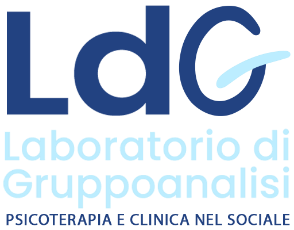 LdG
Laboratorio di
Gruppoanalisi
PSICOTERAPIA E CLINICA NEL SOCIALE